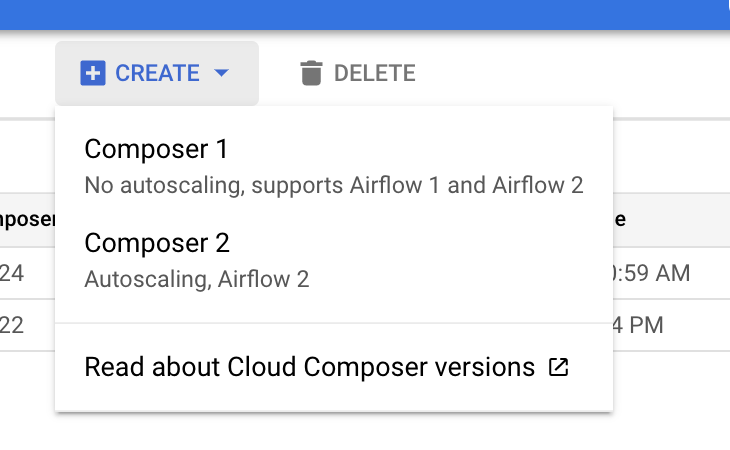 CREATE DELETE
Composer 1
No autoscaling, supports Airflow 1 and Airflow 2
Composer 2
24 :59 AM
Autoscaling, Airflow 2
22 4 PM
Read about Cloud Composer versions